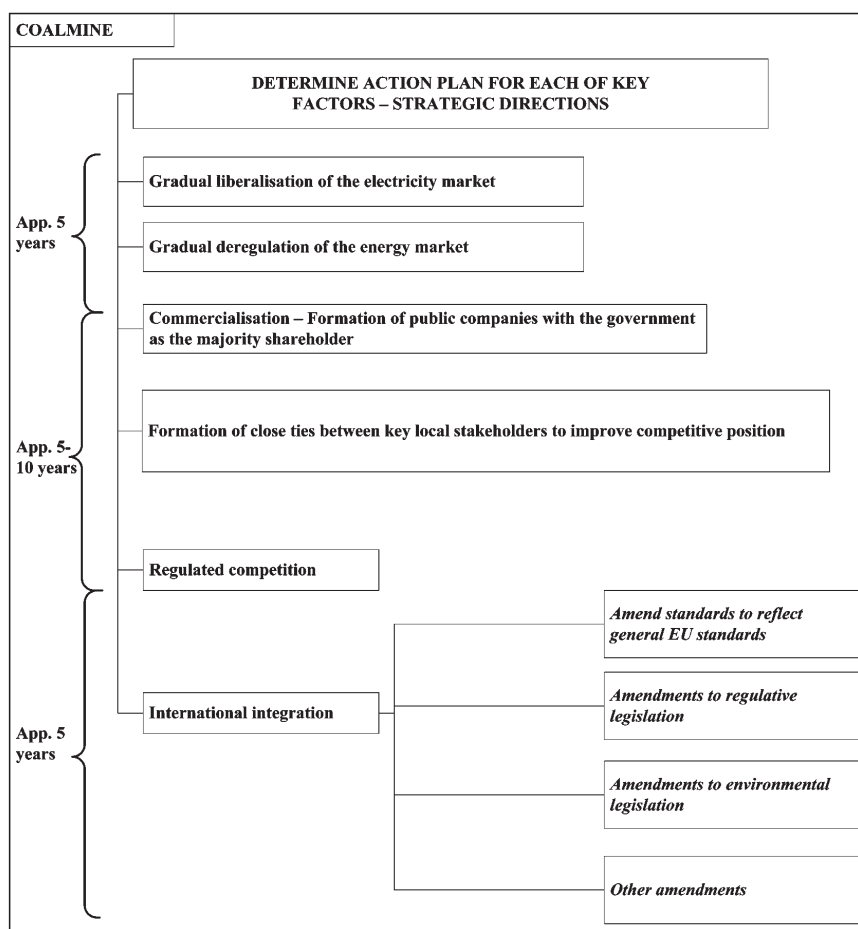 COALMINE
DETERMINE ACTION PLAN FOR EACH OF KEY
FACTORS – STRATEGIC DIRECTIONS
App. 5
years
Gradual liberalisation of the electricity market
Gradual deregulation of the energy market
Commercialisation – Formation of public companies with the government
as the majority shareholder
App. 5-
10 years
Formation of close ties between key local stakeholders to improve competitive position
Regulated competition
App. 5
years
International integration
Amend standards to reflect
general EU standards
Amendments to regulative
legislation
Amendments to environmental
legislation
Other amendments